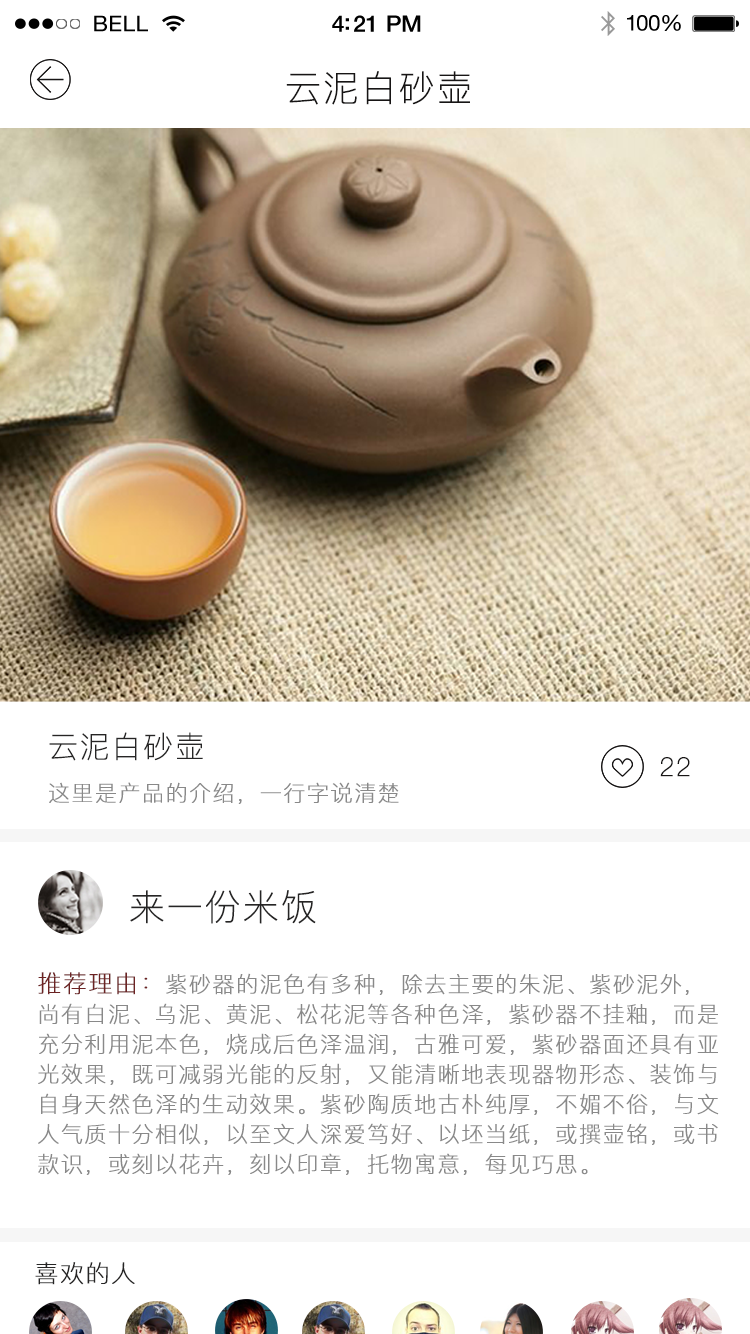 BELL 4:21 PM 100%
云泥白砂壶
云泥白砂壶
这里是产品的介绍，一行字说清楚
22
来一份米饭
推荐理由：紫砂器的泥色有多种，除去主要的朱泥、紫砂泥外，
尚有白泥、乌泥、黄泥、松花泥等各种色泽，紫砂器不挂釉，而是
充分利用泥本色，烧成后色泽温润，古雅可爱，紫砂器面还具有亚
光效果，既可减弱光能的反射，又能清晰地表现器物形态、装饰与
自身天然色泽的生动效果。紫砂陶质地古朴纯厚，不媚不俗，与文
人气质十分相似，以至文人深爱笃好、以坯当纸，或撰壶铭，或书
款识，或刻以花卉，刻以印章，托物寓意，每见巧思。
喜欢的人